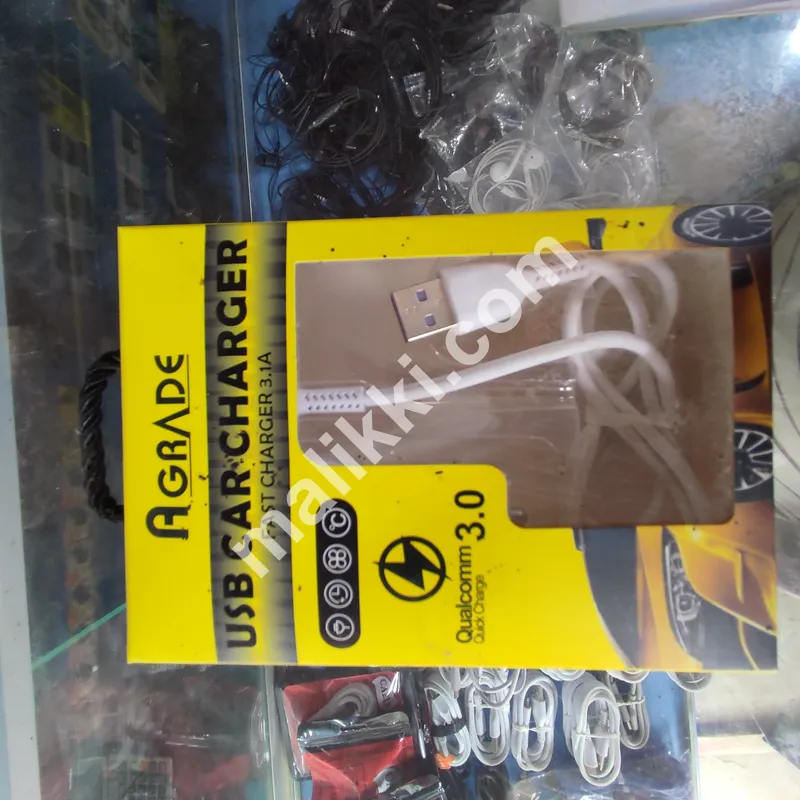 AGRADE
USB CAR CHARGER
FAST CHARGER 3.1A
°C
Qualcomm
Quick Charge
3.0
malikki.com